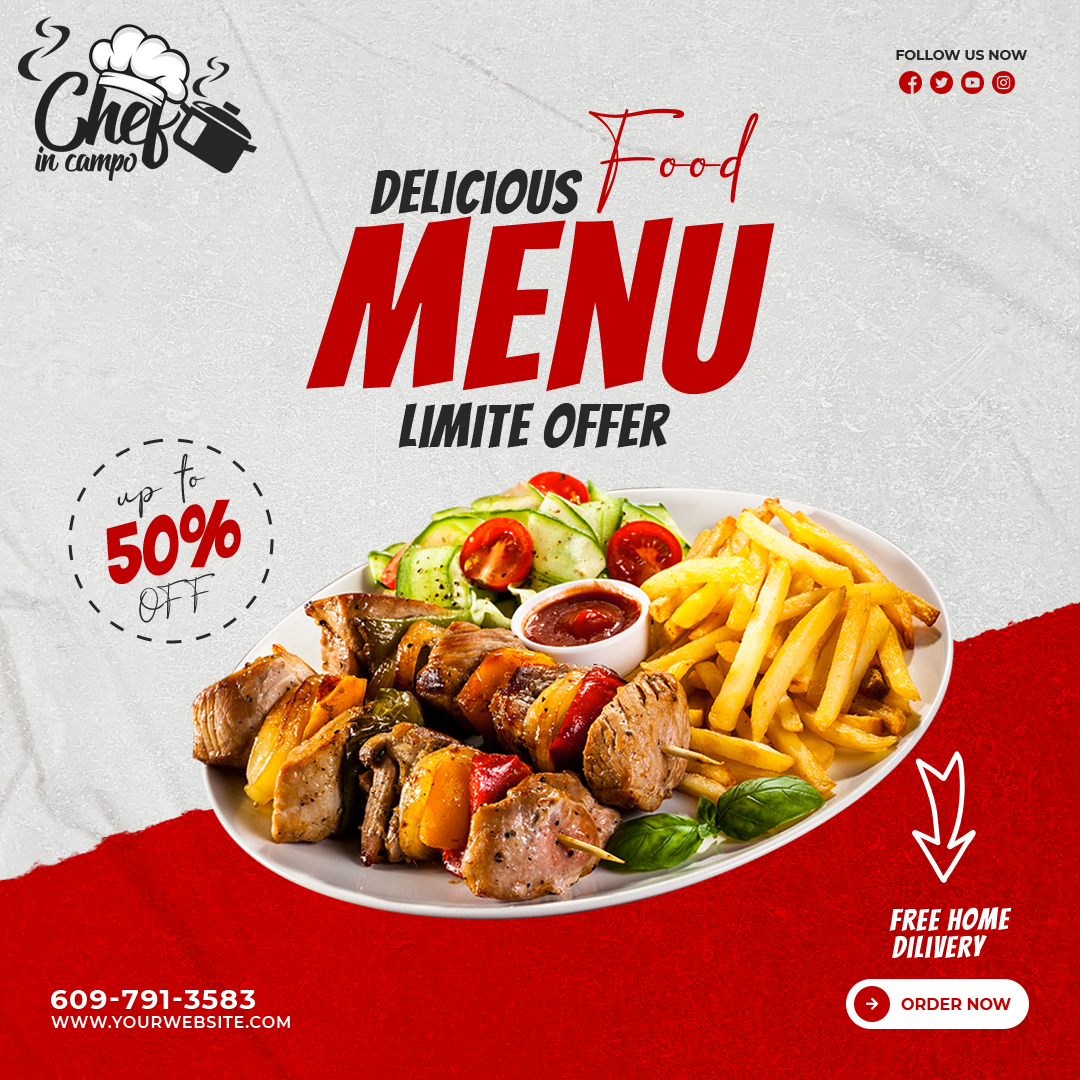 Chef
in campo
FOLLOW US NOW
DELICIOUS Food
MENU
LIMITE OFFER
up to
50%
OFF
FREE HOME
DILIVERY
609-791-3583
WWW.YOURWEBSITE.COM
ORDER NOW